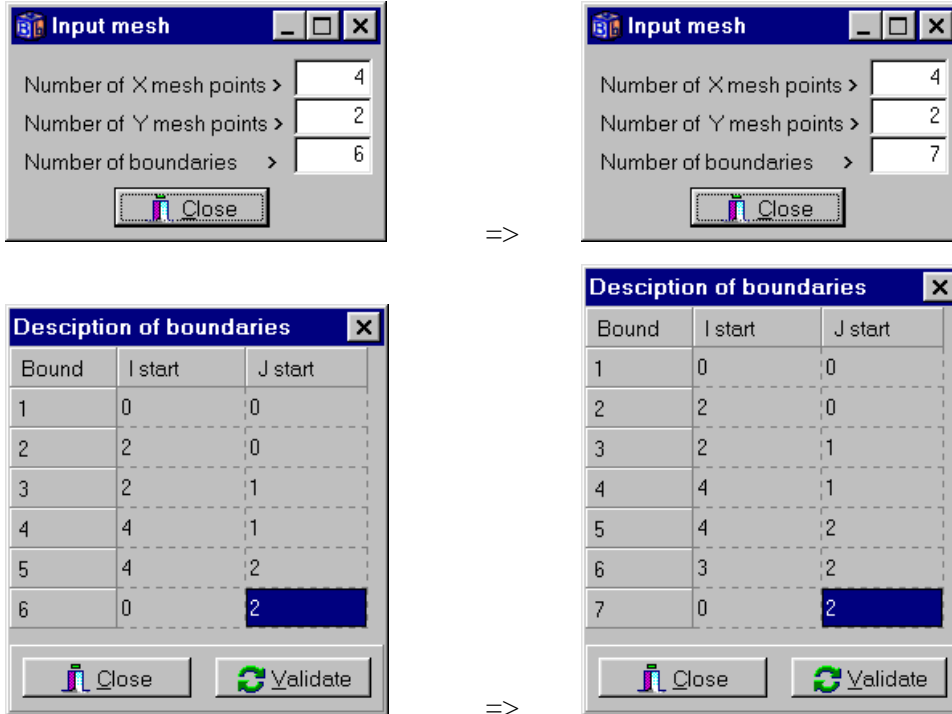 Input mesh
Number of X mesh points > 4
Number of Y mesh points > 2
Number of boundaries > 6
Close
=>
Input mesh
Number of X mesh points > 4
Number of Y mesh points > 2
Number of boundaries > 7
Close
Desciption of boundaries
Bound I start J start
1 0 0
2 2 0
3 2 1
4 4 1
5 4 2
6 0 2
Close Validate
=>
Desciption of boundaries
Bound I start J start
1 0 0
2 2 0
3 2 1
4 4 1
5 4 2
6 3 2
7 0 2
Close Validate